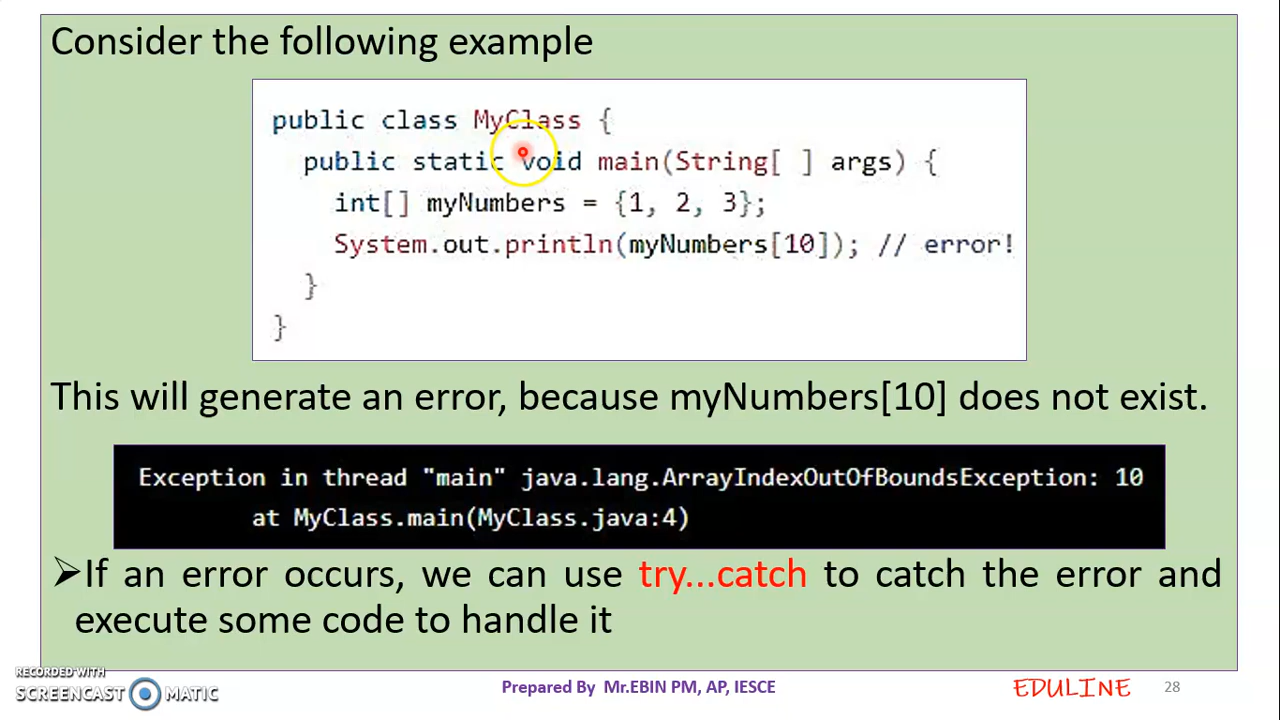 Consider the following example
public class MyClass {
public static void main(String[ ] args) {
int[] myNumbers = {1, 2, 3};
System.out.println(myNumbers[10]); // error!
}
}
This will generate an error, because myNumbers[10] does not exist.
Exception in thread "main" java.lang.ArrayIndexOutOfBoundsException: 10
at MyClass.main(MyClass.java:4)
➢If an error occurs, we can use try...catch to catch the error and
execute some code to handle it
RECORDED WITH
SCREENCAST MATIC
Prepared By Mr.EBIN PM, AP, IESCE
EDULINE
28